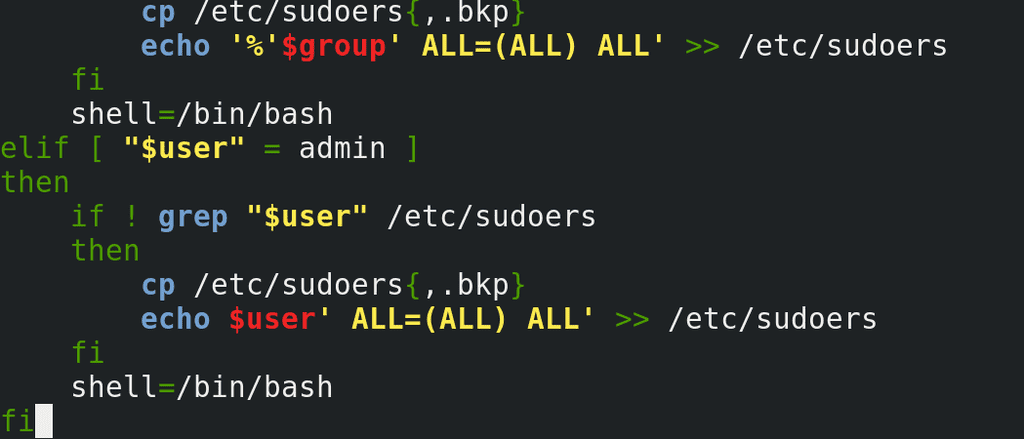 cp /etc/sudoers{,.bkp}
echo '%'$group' ALL=(ALL) ALL' >> /etc/sudoers
fi
shell=/bin/bash
elif [ "$user" = admin ]
then
if ! grep "$user" /etc/sudoers
then
cp /etc/sudoers{,.bkp}
echo $user' ALL=(ALL) ALL' >> /etc/sudoers
fi
shell=/bin/bash
fi